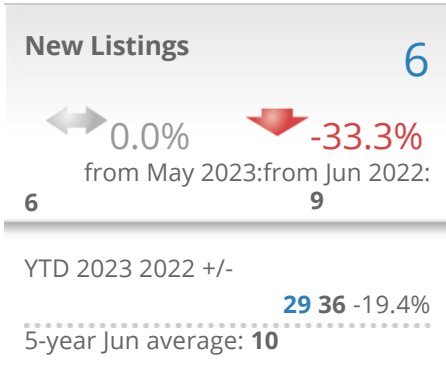 New Listings 6
0.0% -33.3%
from May 2023:from Jun 2022:
6 9
YTD 2023 2022 +/-
29 36 -19.4%
5-year Jun average: 10